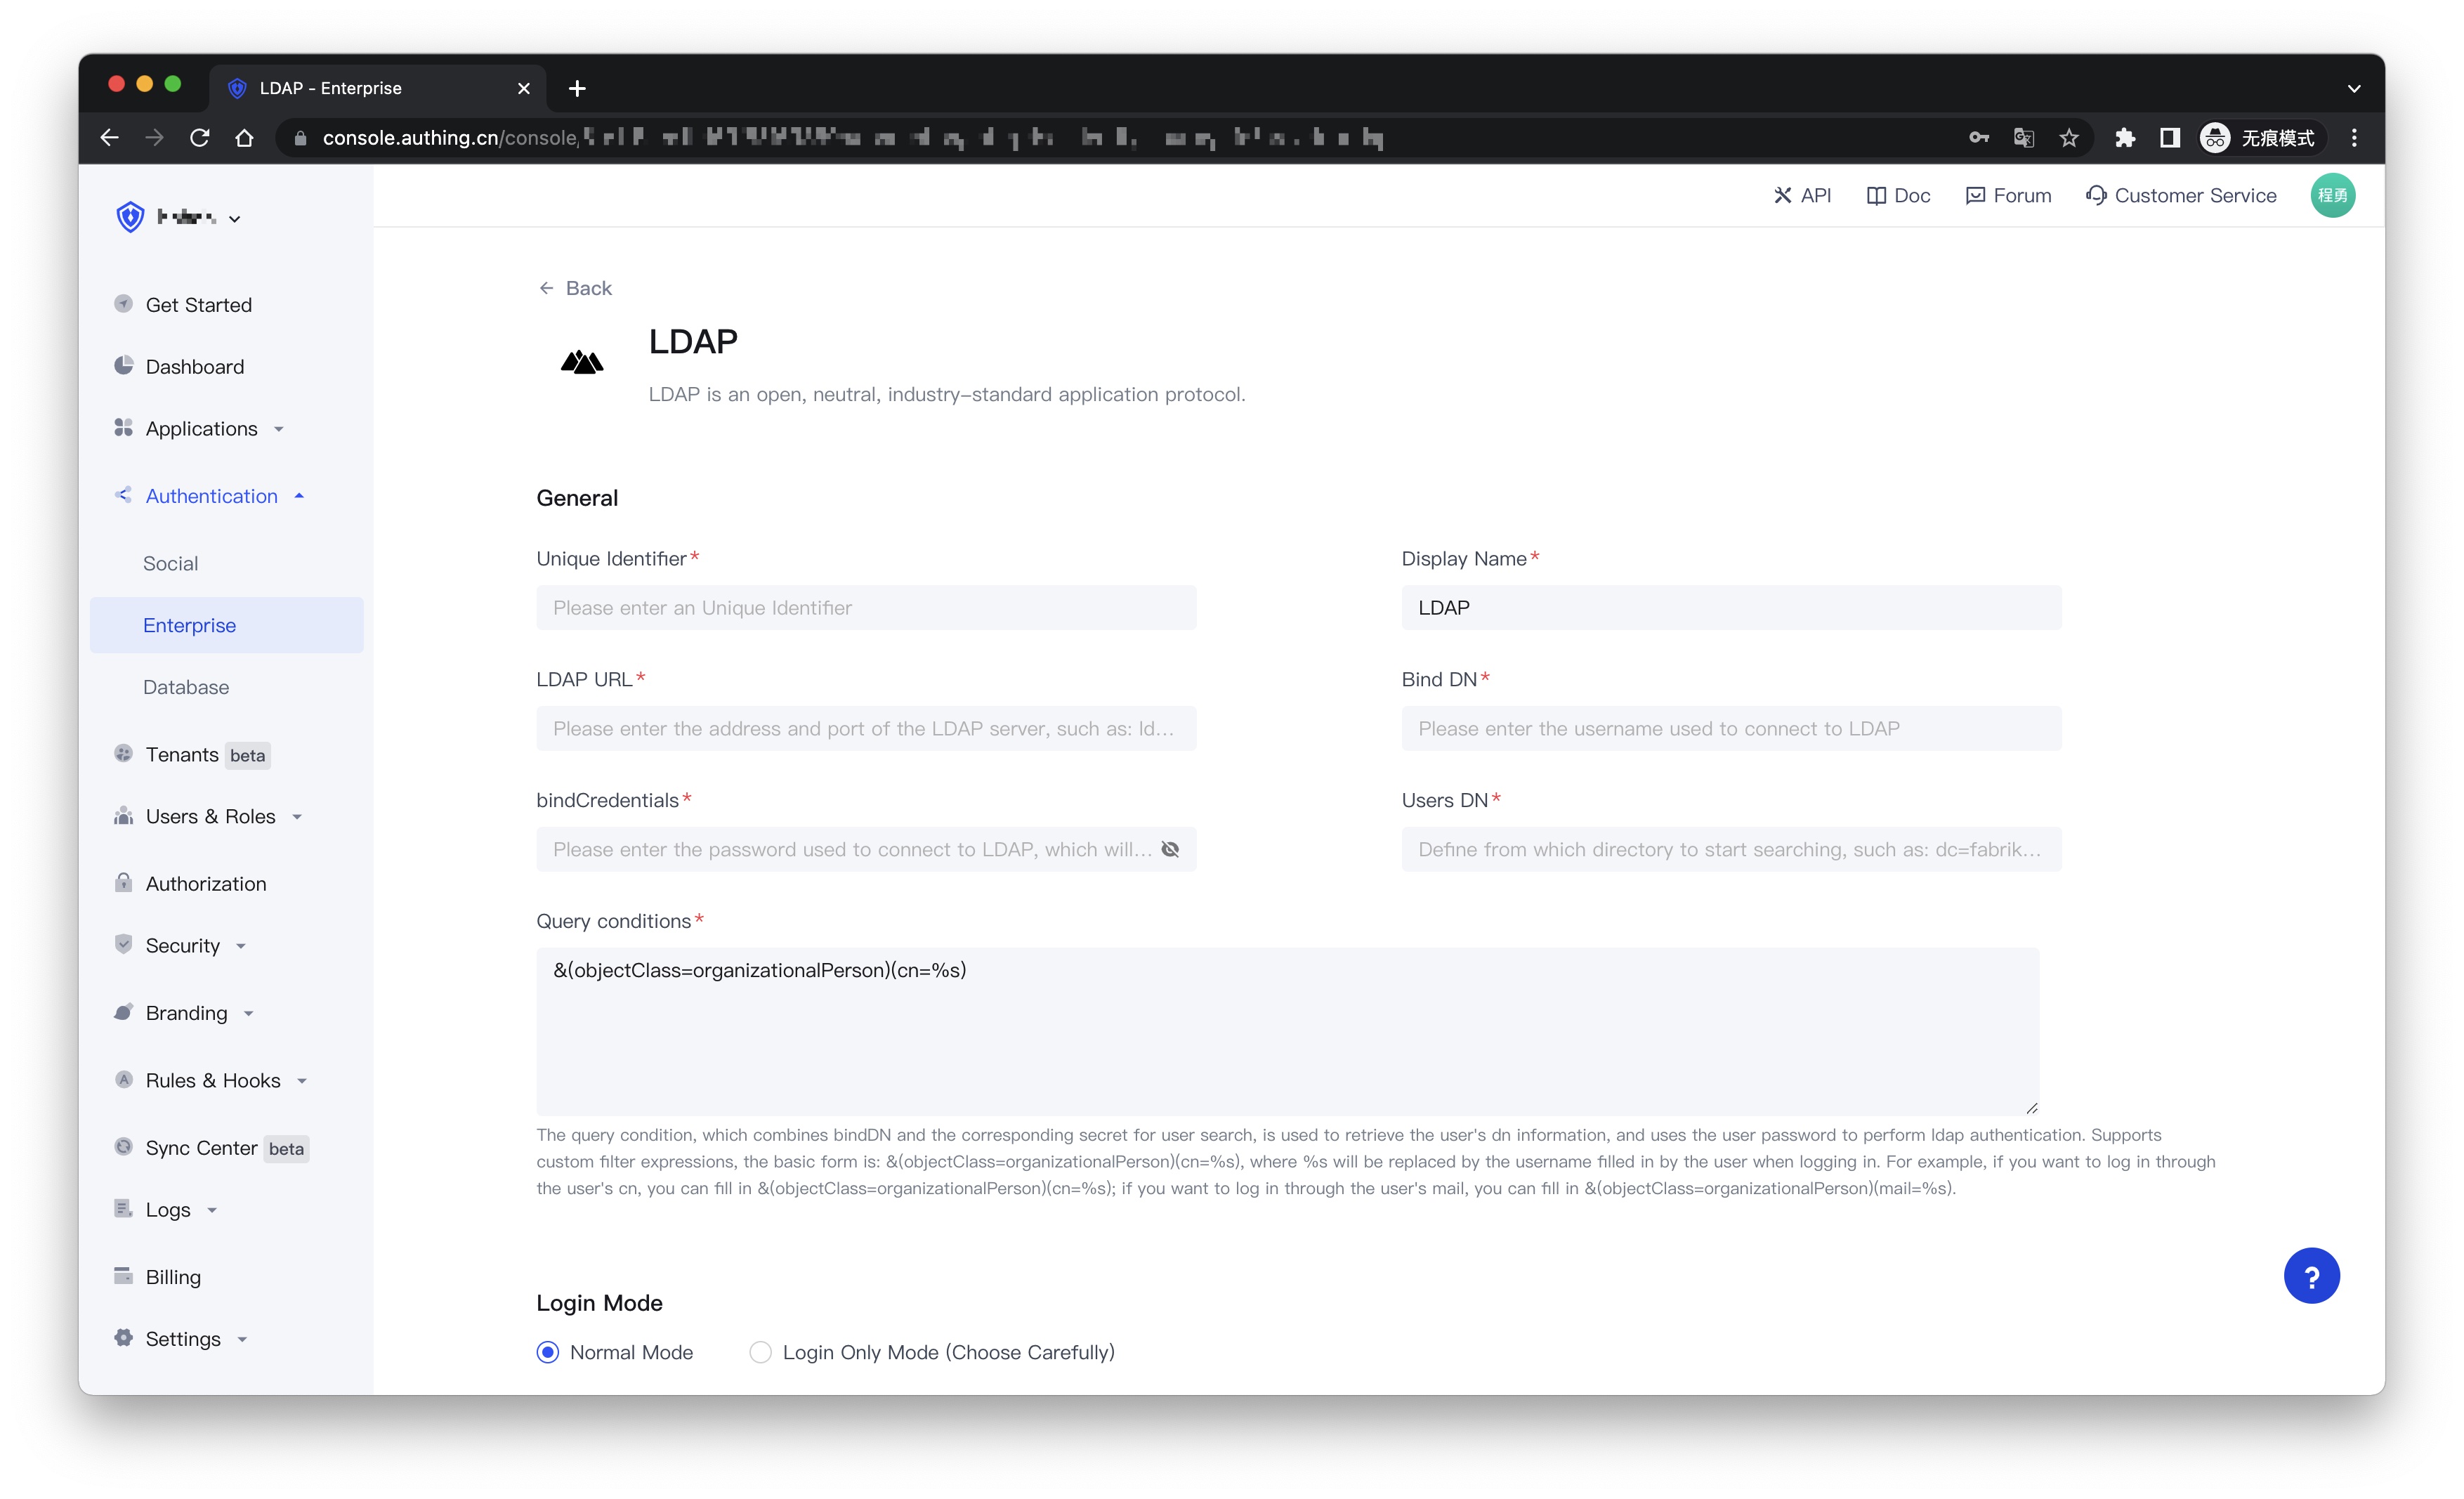 LDAP - Enterprise
console.authing.cn/console
无痕模式
API
Doc
Forum
Customer Service
程勇
Get Started
Dashboard
Applications
Authentication
Social
Enterprise
Database
Tenants beta
Users & Roles
Authorization
Security
Branding
Rules & Hooks
Sync Center beta
Logs
Billing
Settings
Back
LDAP
LDAP is an open, neutral, industry-standard application protocol.
General
Unique Identifier*
Please enter an Unique Identifier
Display Name*
LDAP
LDAP URL*
Please enter the address and port of the LDAP server, such as: ld...
Bind DN*
Please enter the username used to connect to LDAP
bindCredentials*
Please enter the password used to connect to LDAP, which will...
Users DN*
Define from which directory to start searching, such as: dc=fabrik...
Query conditions*
&(objectClass=organizationalPerson)(cn=%s)
The query condition, which combines bindDN and the corresponding secret for user search, is used to retrieve the user's dn information, and uses the user password to perform ldap authentication. Supports
custom filter expressions, the basic form is: &(objectClass=organizationalPerson)(cn=%s), where %s will be replaced by the username filled in by the user when logging in. For example, if you want to log in through
the user's cn, you can fill in &(objectClass=organizationalPerson)(cn=%s); if you want to log in through the user's mail, you can fill in &(objectClass=organizationalPerson)(mail=%s).
Login Mode
Normal Mode
Login Only Mode (Choose Carefully)
?